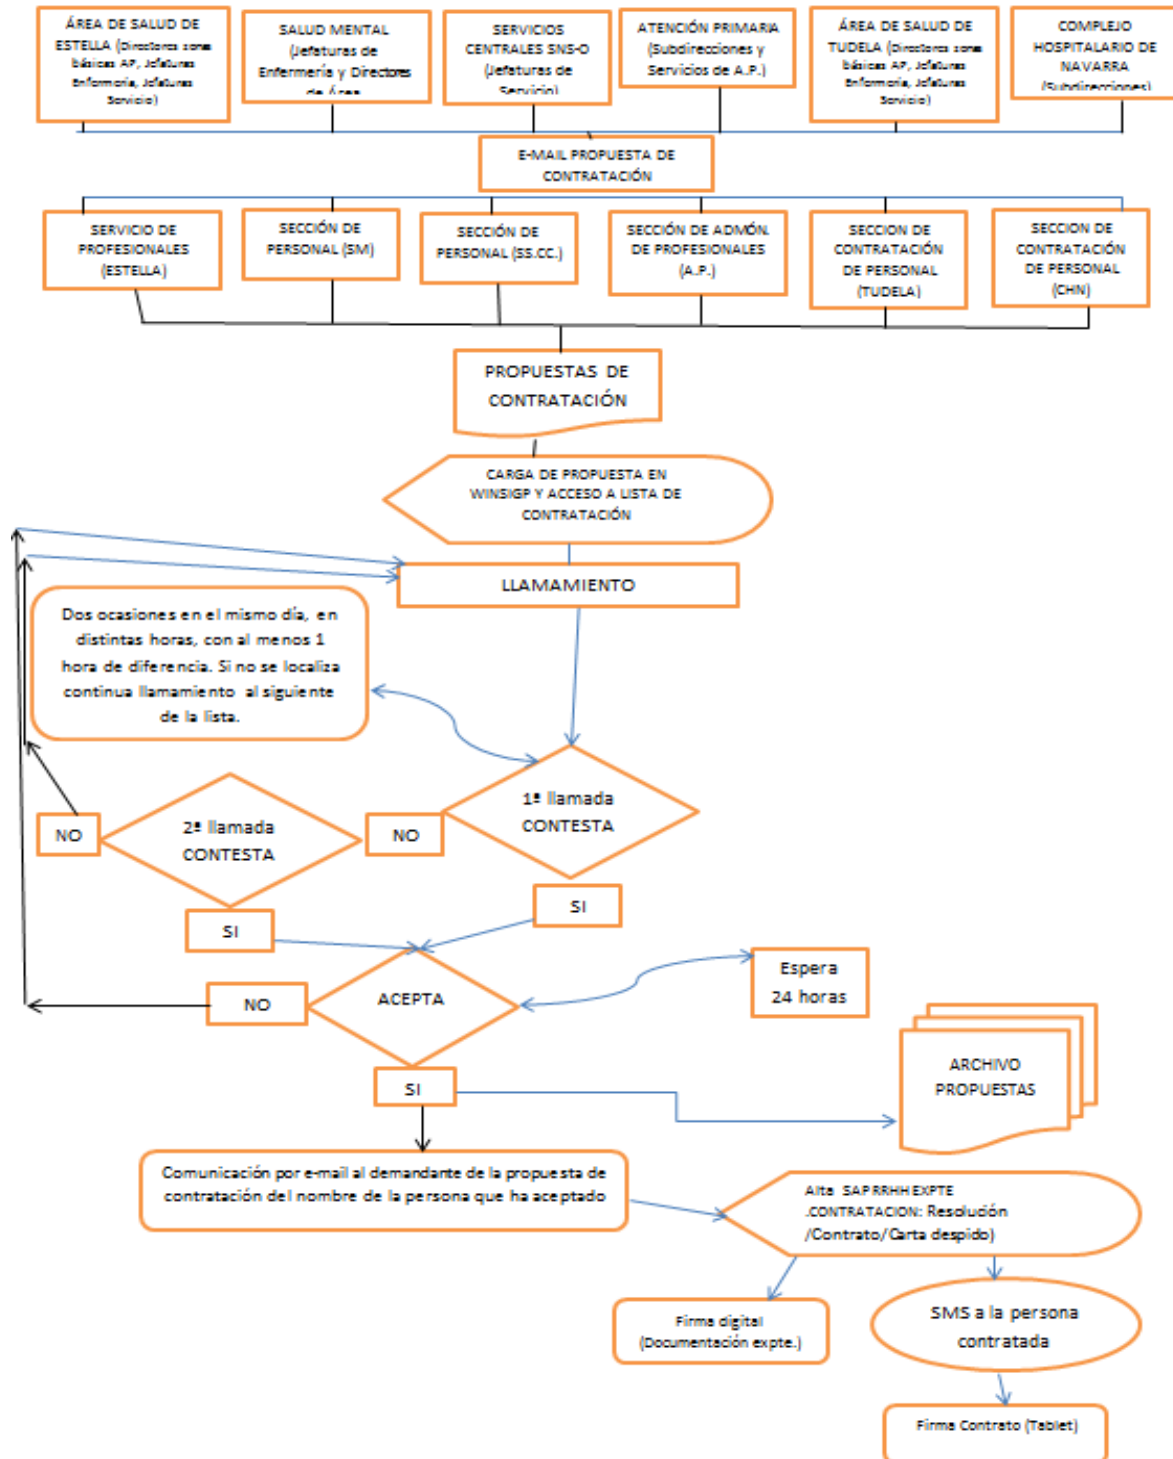 ÁREA DE SALUD DE
ESTELLA (Directores zonas
básicas AP, Jefaturas
Enfermería, Jefaturas
Servicio)
SALUD MENTAL
(Jefaturas de
Enfermería y Directores
de Área
SERVICIOS
CENTRALES SNS-O
(Jefaturas de
Servicio)
ATENCIÓN PRIMARIA
(Subdirecciones y
Servicios de A.P.)
ÁREA DE SALUD DE
TUDELA (Directores zonas
básicas AP, Jefaturas
Enfermería, Jefaturas
Servicio)
COMPLEJO
HOSPITALARIO DE
NAVARRA
(Subdirecciones)
E-MAIL PROPUESTA DE
CONTRATACIÓN
SERVICIO DE
PROFESIONALES
(ESTELLA)
SECCIÓN DE
PERSONAL (SM)
SECCIÓN DE
PERSONAL (SS.CC.)
SECCIÓN DE ADMÓN.
DE PROFESIONALES
(A.P.)
SECCION DE
CONTRATACIÓN
DE PERSONAL
(TUDELA)
SECCION DE
CONTRATACIÓN
DE PERSONAL
(CHN)
PROPUESTAS DE
CONTRATACIÓN
CARGA DE PROPUESTA EN
WINSIGP Y ACCESO A LISTA DE
CONTRATACIÓN
LLAMAMIENTO
Dos ocasiones en el mismo día, en
distintas horas, con al menos 1
hora de diferencia. Si no se localiza
continua llamamiento al siguiente
de la lista.
1ª llamada
CONTESTA
NO
2ª llamada
CONTESTA
NO
SI
SI
ACEPTA
NO
Espera
24 horas
SI
ARCHIVO
PROPUESTAS
Comunicación por e-mail al demandante de la propuesta de
contratación del nombre de la persona que ha aceptado
Alta SAPRRHH EXPTE
.CONTRATACION: Resolución
/Contrato/Carta despido)
Firma digital
(Documentación expte.)
SMS a la persona
contratada
Firma Contrato (Tablet)